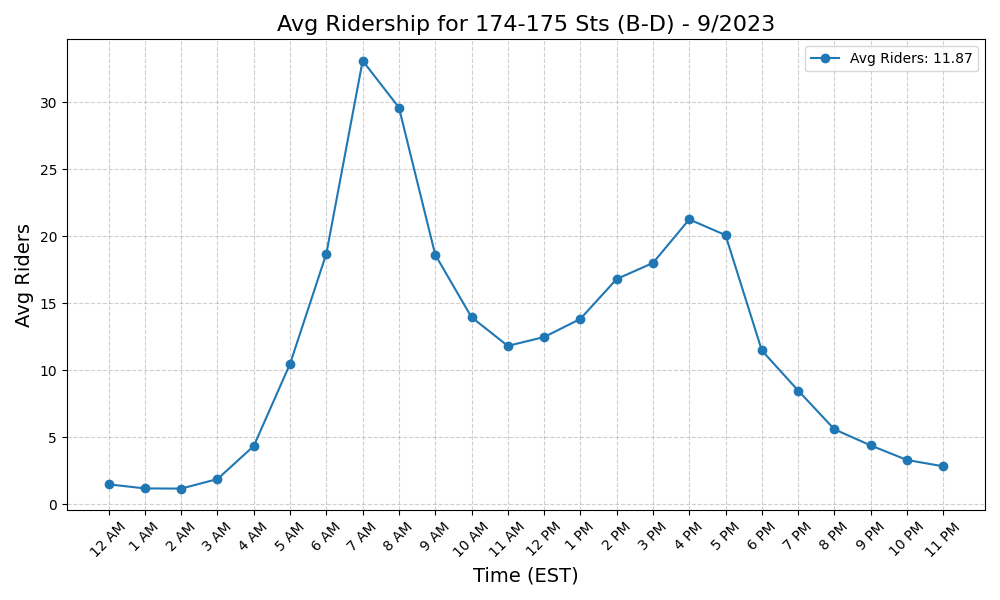 Avg Ridership for 174-175 Sts (B-D) - 9/2023
Avg Riders: 11.87
Avg Riders
30
25
20
15
10
5
0
12 AM
1 AM
2 AM
3 AM
4 AM
5 AM
6 AM
7 AM
8 AM
9 AM
10 AM
11 AM
12 PM
1 PM
2 PM
3 PM
4 PM
5 PM
6 PM
7 PM
8 PM
9 PM
10 PM
11 PM
Time (EST)